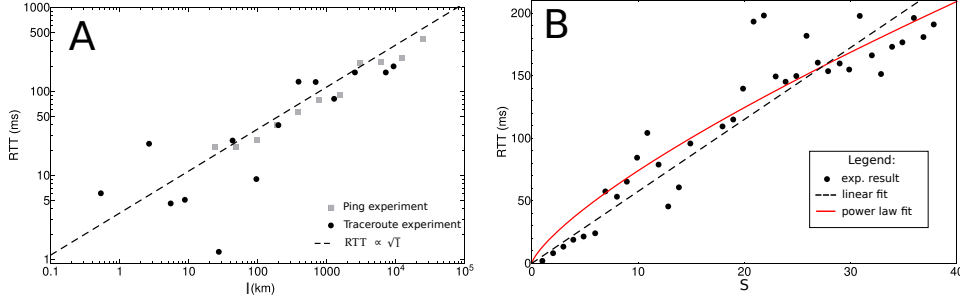 A
1000
500
100
50
10
5
1
RTT (ms)
Ping experiment
Traceroute experiment
RTT ∝ √l
0.1
1
10
100
1000
10⁴
10⁵
l(km)
B
200
150
100
50
0
RTT (ms)
Legend:
exp. result
linear fit
power law fit
0
10
20
30
40
S